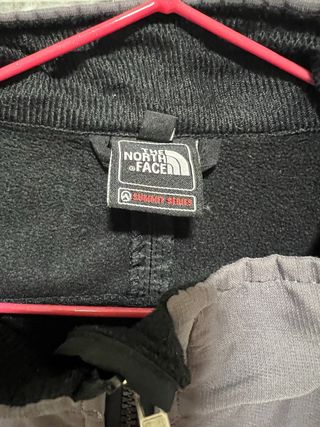 THE
NORTH
FACE
SUMMIT SERIES